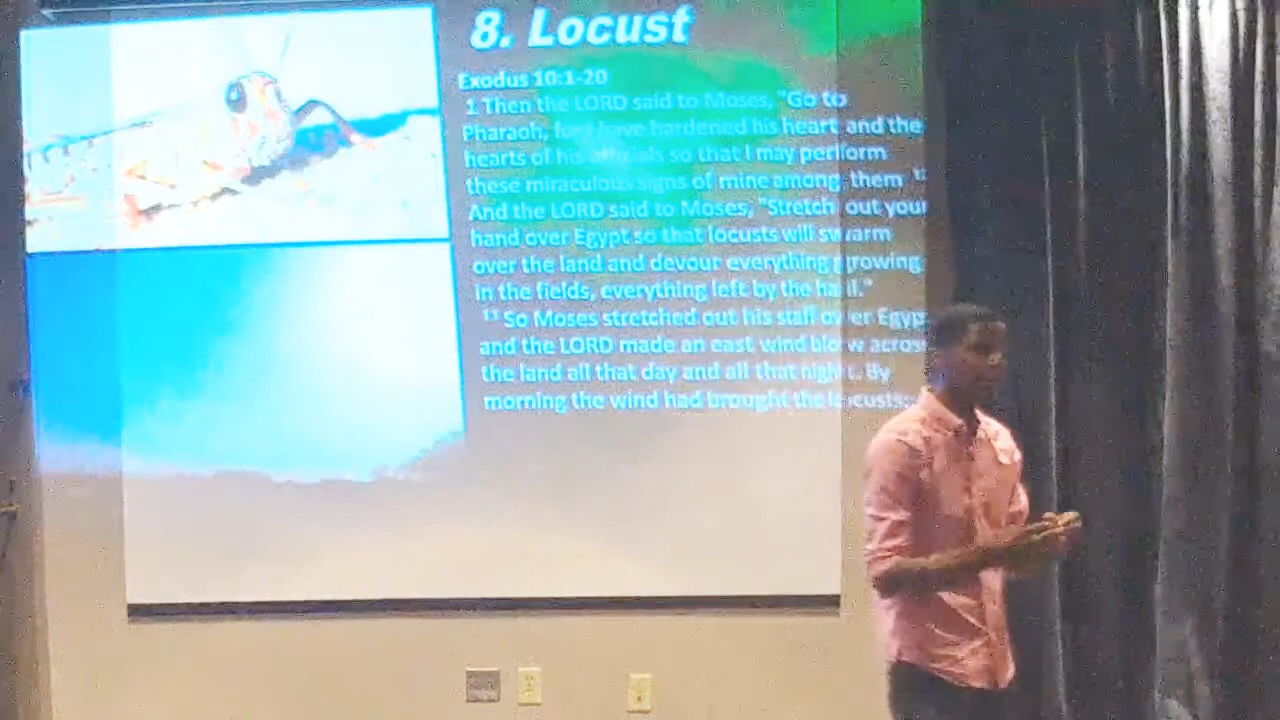 8. Locust
Exodus 10:1-20
1 Then the LORD said to Moses, "Go to
Pharaoh, for I have hardened his heart and the
hearts of his officials so that I may perform
these miraculous signs of mine among them 12
And the LORD said to Moses, "Stretch out your
hand over Egypt so that locusts will swarm
over the land and devour everything growing
in the fields, everything left by the hail."
13 So Moses stretched out his staff over Egyp
and the LORD made an east wind blow across
the land all that day and all that night. By
morning the wind had brought the locusts;